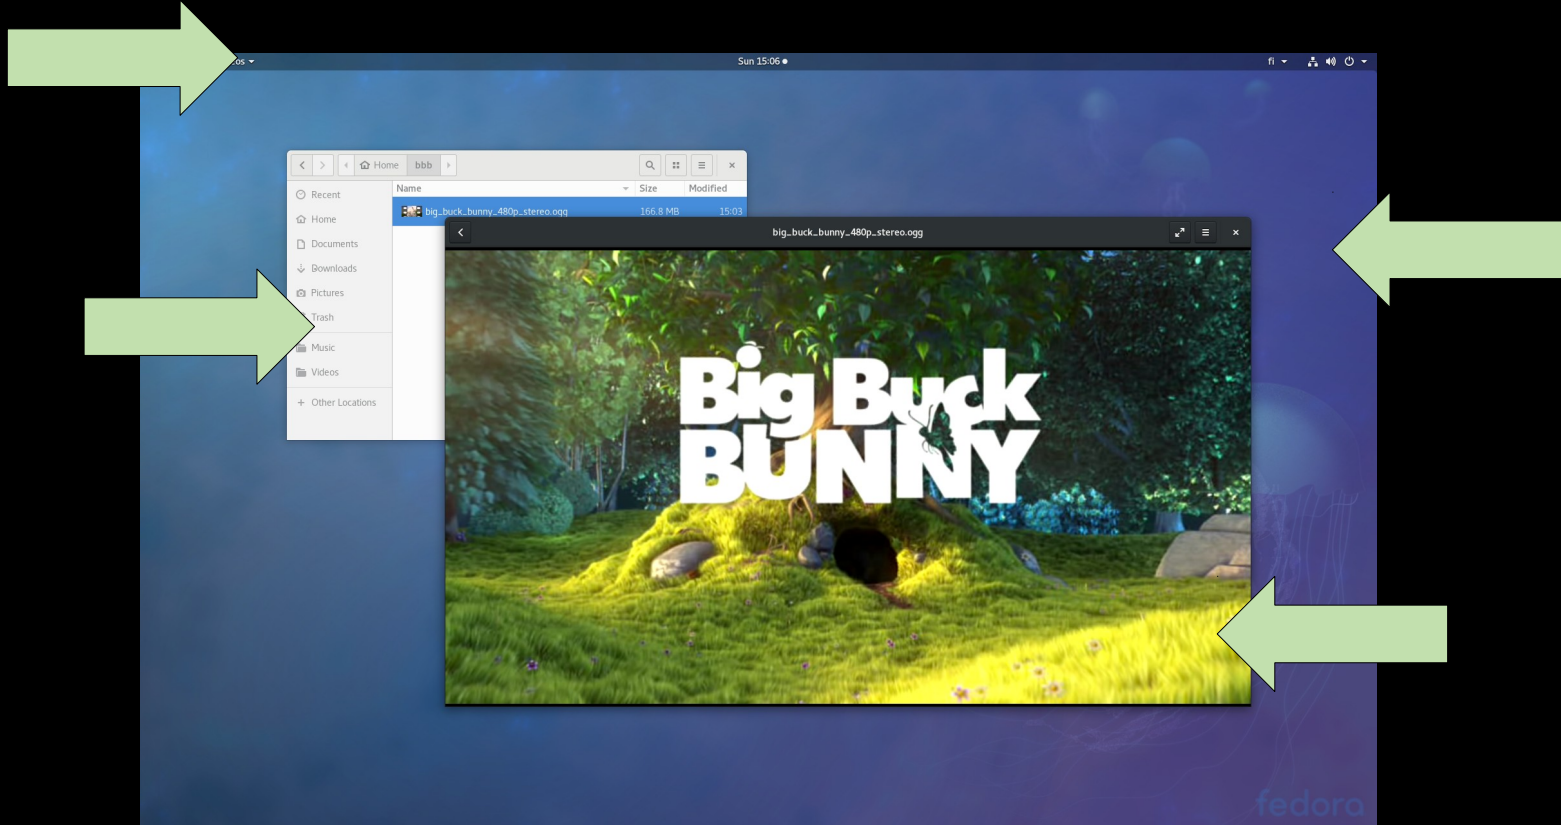 Sun 15:06
fi
Home bbb
Name Size Modified
big_buck_bunny_480p_stereo.ogg 166.8 MB 15:03
Recent
Home
Documents
Downloads
Pictures
Trash
Music
Videos
+ Other Locations
big_buck_bunny_480p_stereo.ogg
Big Buck
BUNNY
fedora